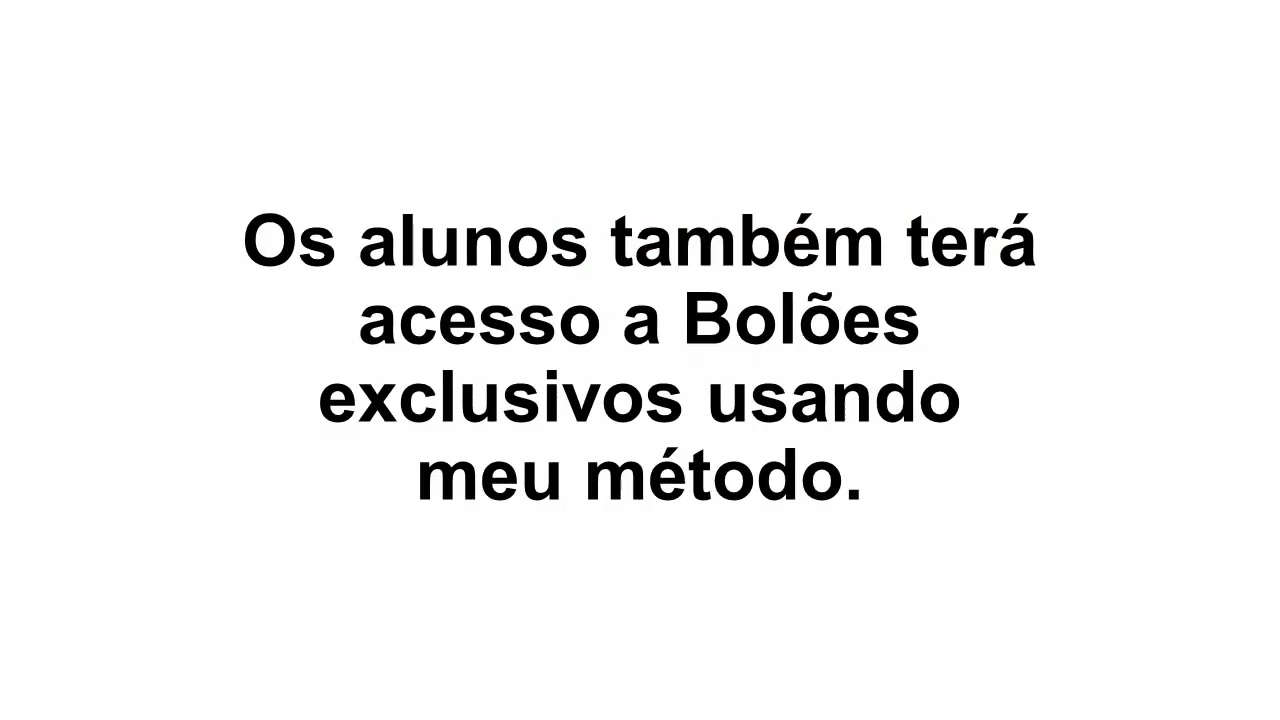 Os alunos também terá
acesso a Bolões
exclusivos usando
meu método.